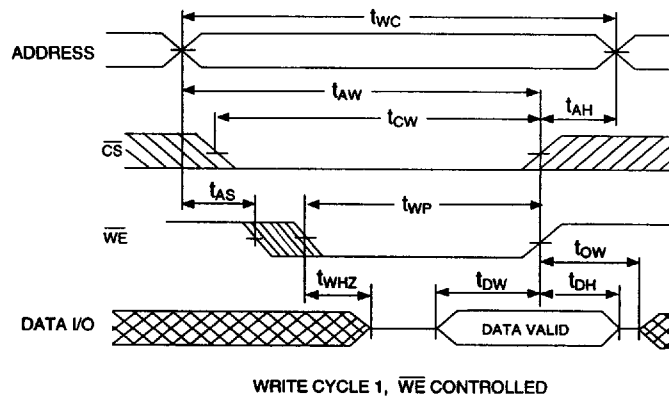 tWC
ADDRESS
tAW
tCW
tAH
CS
tAS
tWP
WE
tOW
tWHZ
tDW
tDH
DATA I/O
DATA VALID
WRITE CYCLE 1, WE CONTROLLED